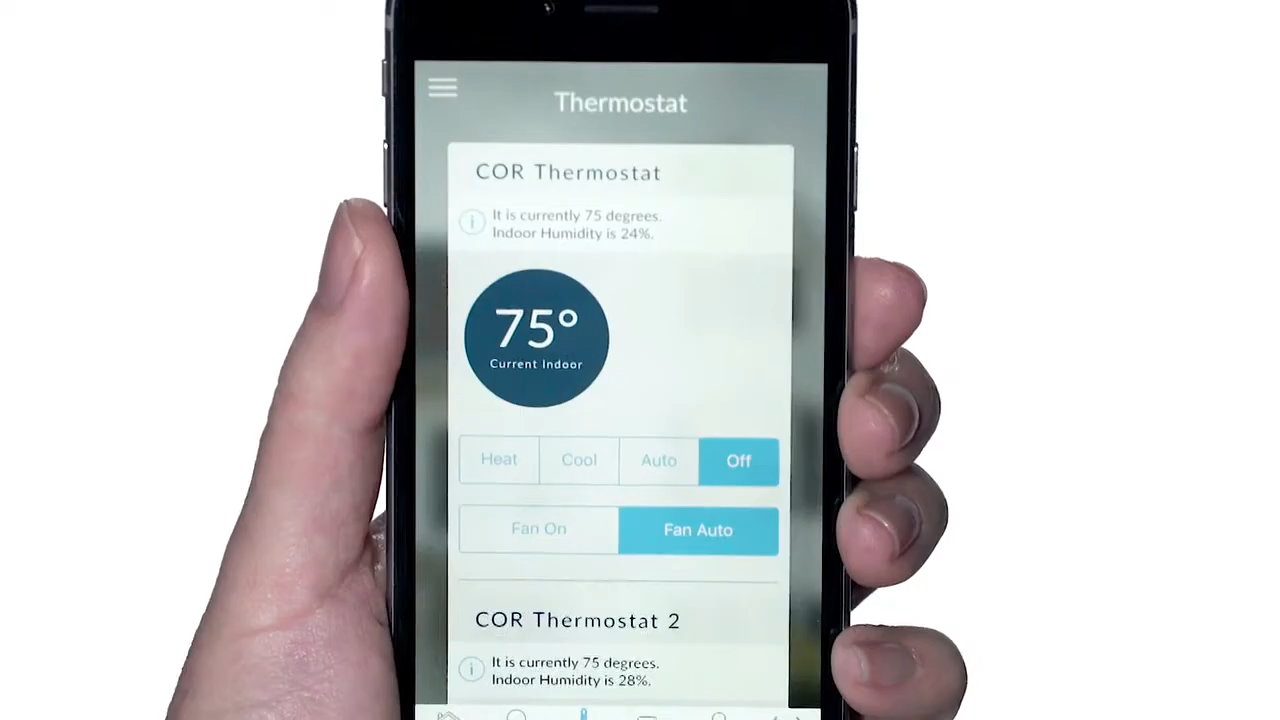 Thermostat
COR Thermostat
It is currently 75 degrees.
Indoor Humidity is 24%.
75°
Current Indoor
Heat Cool Auto Off
Fan On Fan Auto
COR Thermostat 2
It is currently 75 degrees.
Indoor Humidity is 28%.